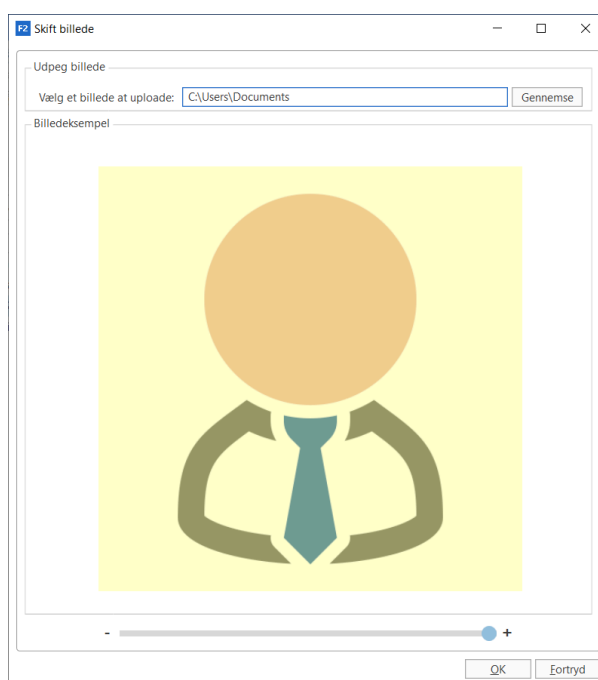 F2 Skift billede
Udpeg billede
Vælg et billede at uploade: C:\Users\Documents Gennemse
Billedeksempel
- +
OK Fortryd